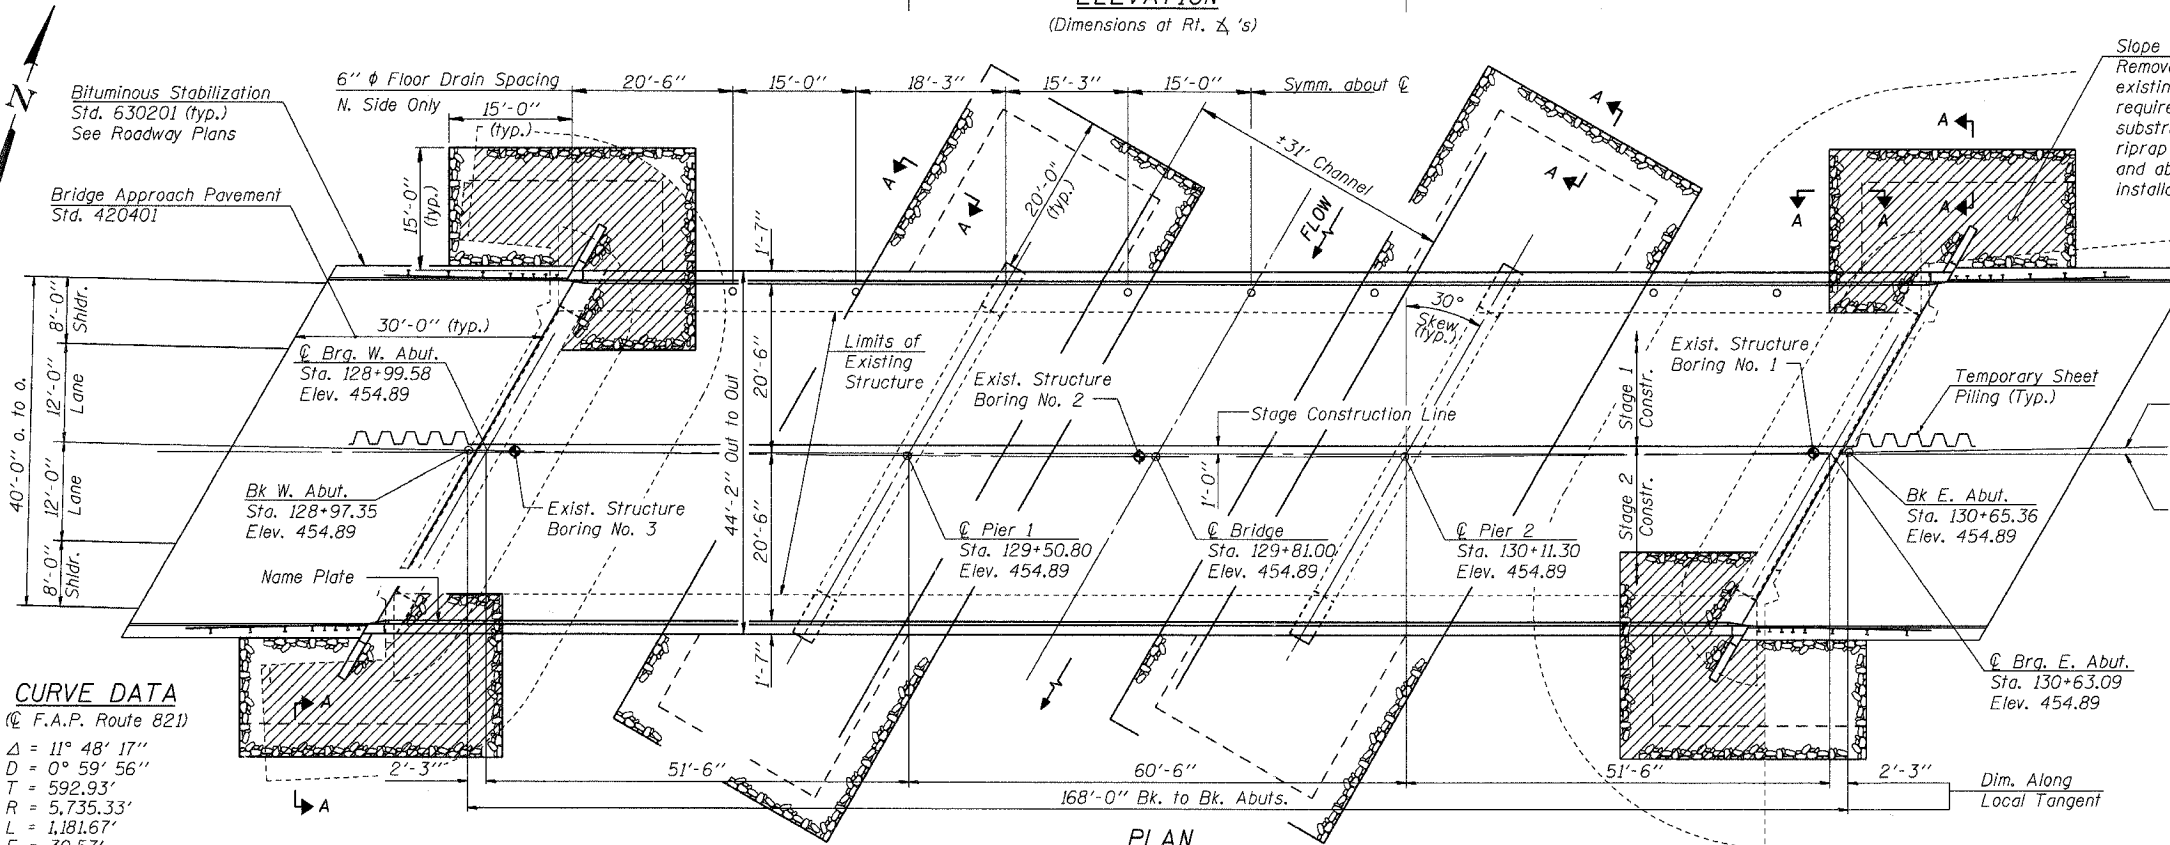 ELEVATION
(Dimensions at Rt. ∡ 's)
N
Bituminous Stabilization
Std. 630201 (typ.)
See Roadway Plans
6'' ϕ Floor Drain Spacing
N. Side Only
15'-0''
(typ.)
20'-6''
15'-0''
18'-3''
15'-3''
15'-0''
Symm. about ℄
Slope
Remove
existin
require
substr
riprap
and ab
install
Bridge Approach Pavement
Std. 420401
15'-0''
(typ.)
A
A
20'-0''
(typ.)
±31' Channel
FLOW
A
A
A
A
A
A
1'-7''
8'-0''
Shldr.
12'-0''
Lane
12'-0''
Lane
8'-0''
Shldr.
40'-0'' o. to o.
30'-0'' (typ.)
℄ Brg. W. Abut.
Sta. 128+99.58
Elev. 454.89
Limits of
Existing
Structure
Exist. Structure
Boring No. 2
30°
Skew
(typ.)
Exist. Structure
Boring No. 1
Temporary Sheet
Piling (Typ.)
20'-6''
44'-2'' Out to Out
20'-6''
Stage Construction Line
1'-0''
Stage 1
Constr.
Stage 2
Constr.
Bk W. Abut.
Sta. 128+97.35
Elev. 454.89
Exist. Structure
Boring No. 3
℄ Pier 1
Sta. 129+50.80
Elev. 454.89
℄ Bridge
Sta. 129+81.00
Elev. 454.89
℄ Pier 2
Sta. 130+11.30
Elev. 454.89
Bk E. Abut.
Sta. 130+65.36
Elev. 454.89
Name Plate
1'-7''
℄ Brg. E. Abut.
Sta. 130+63.09
Elev. 454.89
A
A
CURVE DATA
(℄ F.A.P. Route 821)
Δ = 11° 48' 17''
D = 0° 59' 56''
T = 592.93'
R = 5,735.33'
L = 1,181.67'
E = 30.57'
2'-3''
51'-6''
60'-6''
51'-6''
2'-3''
168'-0'' Bk. to Bk. Abuts.
Dim. Along
Local Tangent
PLAN